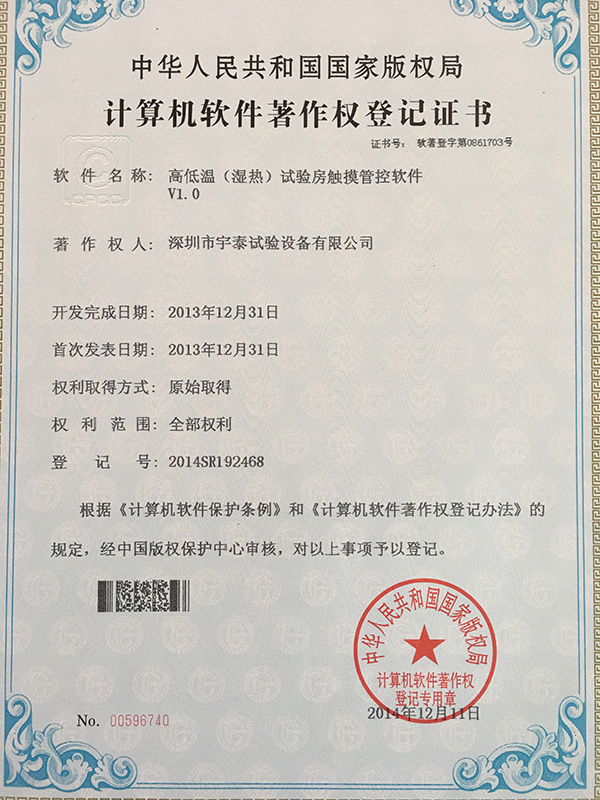 中华人民共和国国家版权局
计算机软件著作权登记证书
证书号： 软著登字第0861703号
软件名称： 高低温（湿热）试验房触摸管控软件
V1.0
CPCC
著作权人： 深圳市宇泰试验设备有限公司
开发完成日期： 2013年12月31日
首次发表日期： 2013年12月31日
权利取得方式： 原始取得
权利范围： 全部权利
登记号： 2014SR192468
根据《计算机软件保护条例》和《计算机软件著作权登记办法》的
规定，经中国版权保护中心审核，对以上事项予以登记。
中华人民共和国国家版权局
计算机软件著作权
登记专用章
No. 00596740
2014年12月11日